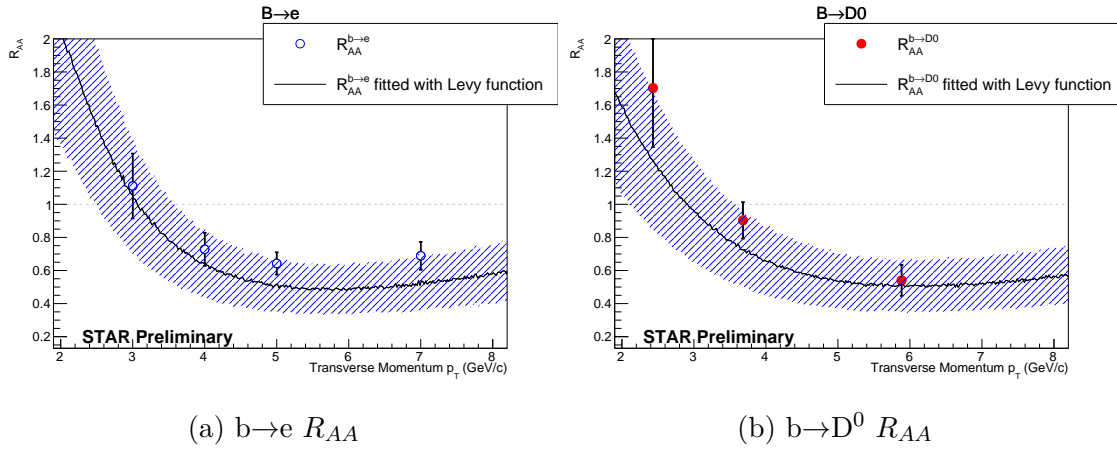 B→e
R_AA^b→e
R_AA^b→e fitted with Levy function
R_AA
2
1.8
1.6
1.4
1.2
1
0.8
0.6
0.4
0.2
STAR Preliminary
2 3 4 5 6 7 8
Transverse Momentum p_T (GeV/c)
(a) b→e R_AA
B→D0
R_AA^b→D0
R_AA^b→D0 fitted with Levy function
R_AA
2
1.8
1.6
1.4
1.2
1
0.8
0.6
0.4
0.2
STAR Preliminary
2 3 4 5 6 7 8
Transverse Momentum p_T (GeV/c)
(b) b→D⁰ R_AA